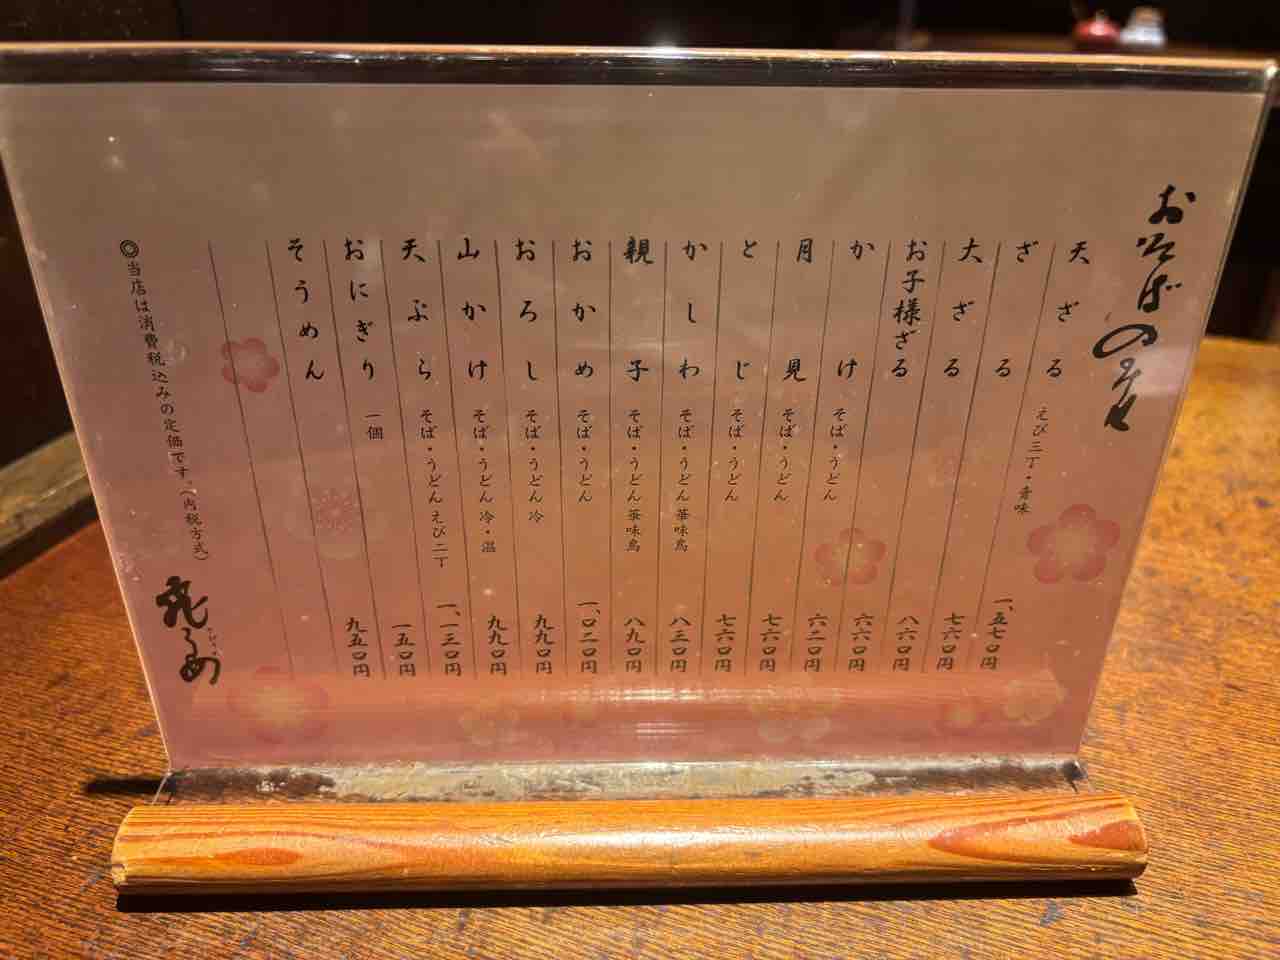 おそばのみせ
天ざる えび三丁・青味 一、五七〇円
ざる 七六〇円
大ざる 八六〇円
お子様ざる 六六〇円
かけ そば・うどん 六二〇円
月見 そば・うどん 七六〇円
とじ そば・うどん 七六〇円
かしわ そば・うどん 華味鳥 八三〇円
親子 そば・うどん 華味鳥 八九〇円
おかめ そば・うどん 一、〇二〇円
おろし そば・うどん 冷 九九〇円
山かけ そば・うどん 冷・温 九九〇円
天ぷら そば・うどん えび二丁 一、一三〇円
おにぎり 一個 一五〇円
そうめん 九五〇円
◎当店は消費税込みの定価です。(内税方式)